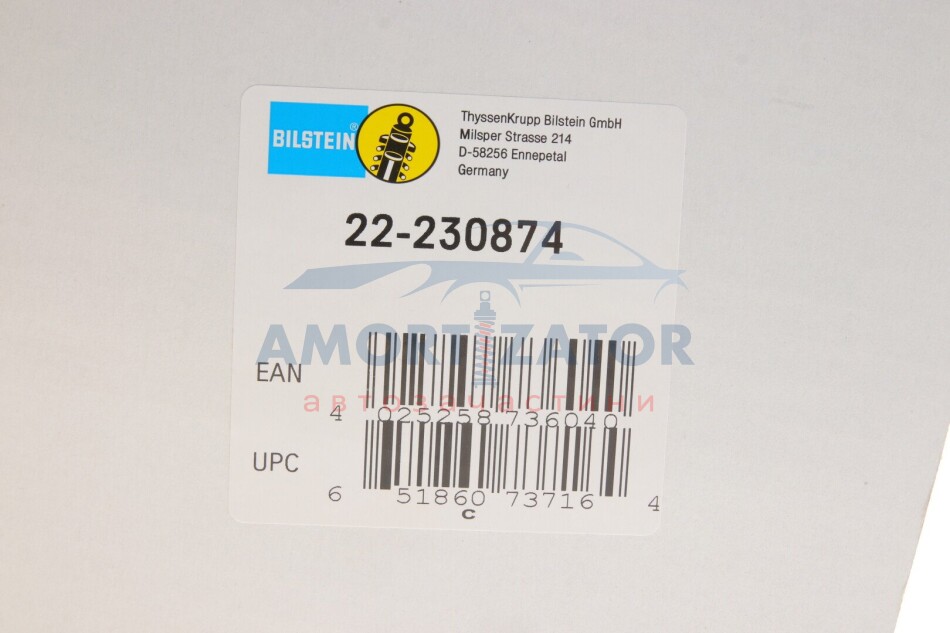 BILSTEIN®
ThyssenKrupp Bilstein GmbH
Milsper Strasse 214
D-58256 Ennepetal
Germany
22-230874
AMORTIZATOR
автозапчастини
EAN
4 025258 736040
UPC
6 51860 73716 4
C